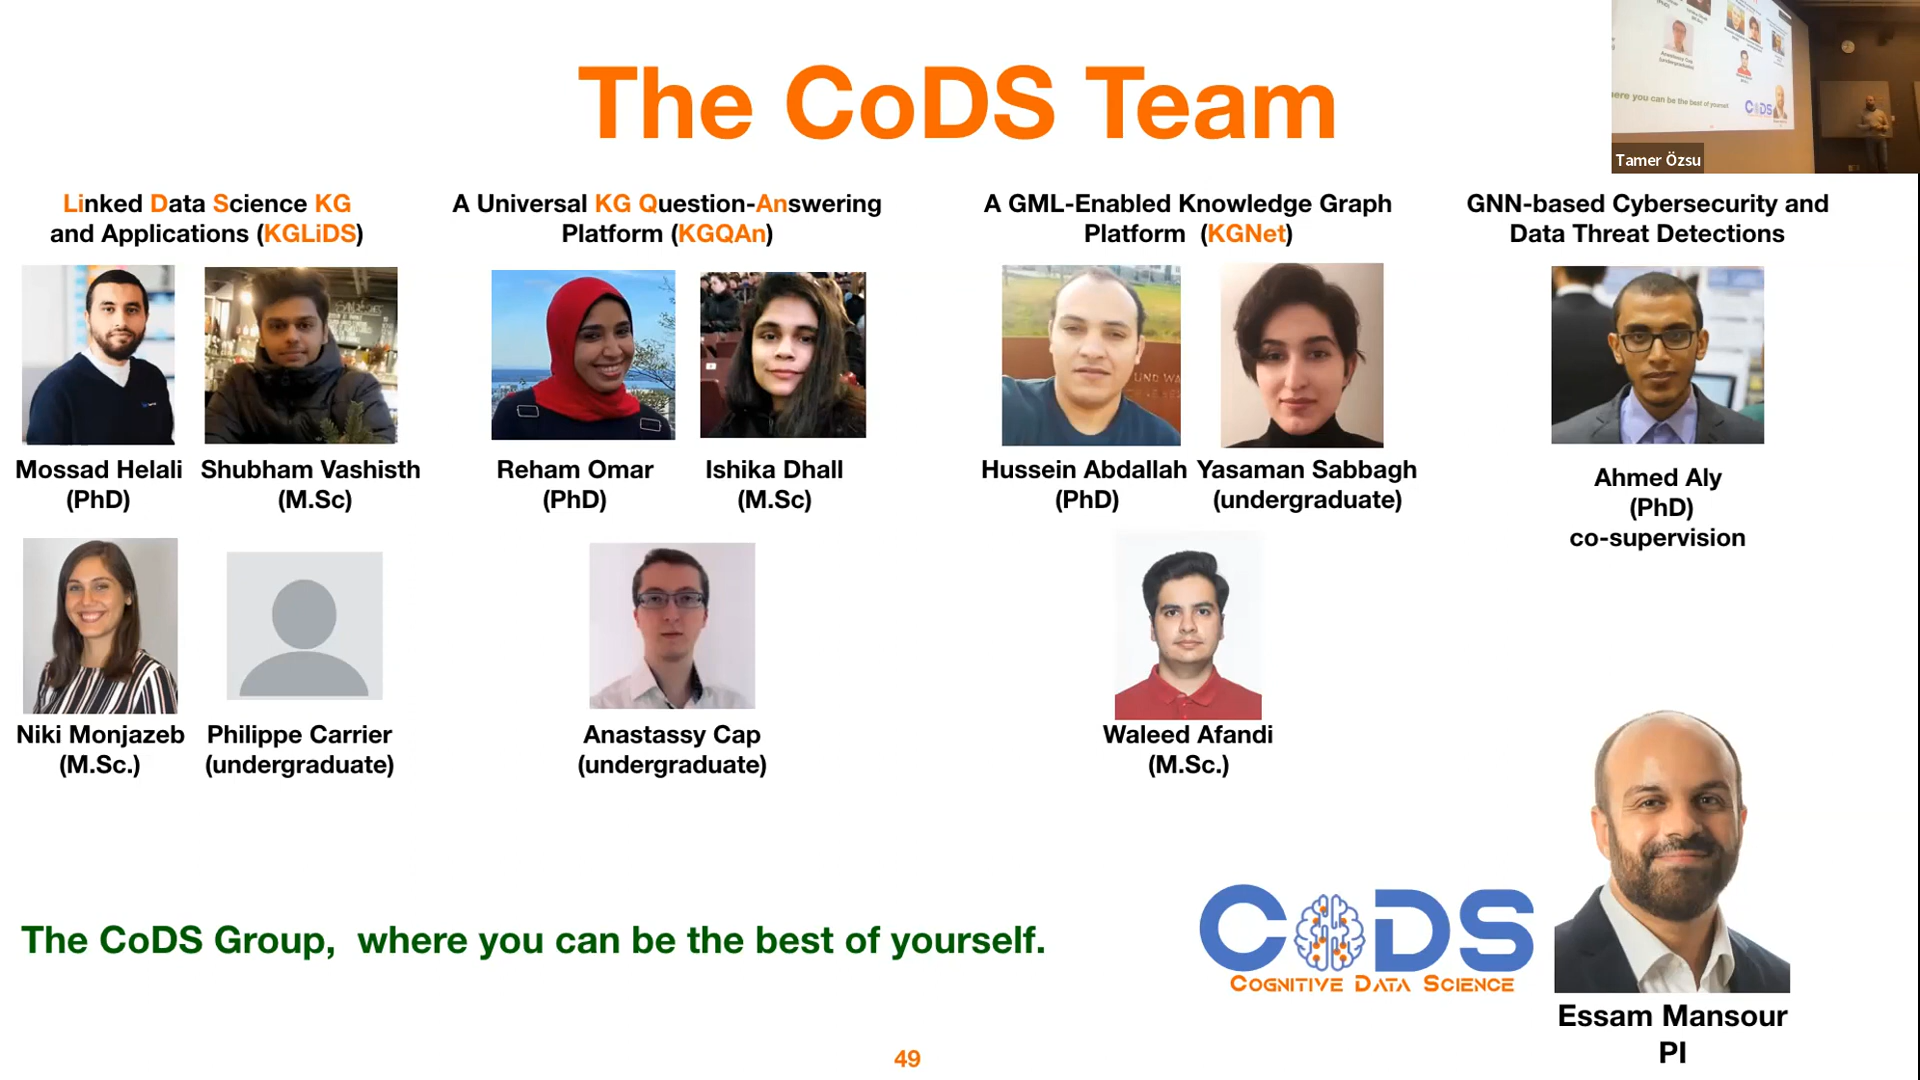 The CoDS Team
Tamer Özsu
Linked Data Science KG
and Applications (KGLiDS)
A Universal KG Question-Answering
Platform (KGQAn)
A GML-Enabled Knowledge Graph
Platform (KGNet)
GNN-based Cybersecurity and
Data Threat Detections
Mossad Helali
(PhD)
Shubham Vashisth
(M.Sc)
Reham Omar
(PhD)
Ishika Dhall
(M.Sc)
Hussein Abdallah
(PhD)
Yasaman Sabbagh
(undergraduate)
Ahmed Aly
(PhD)
co-supervision
Niki Monjazeb
(M.Sc.)
Philippe Carrier
(undergraduate)
Anastassy Cap
(undergraduate)
Waleed Afandi
(M.Sc.)
The CoDS Group, where you can be the best of yourself.
CoDS
Cognitive Data Science
Essam Mansour
PI
49